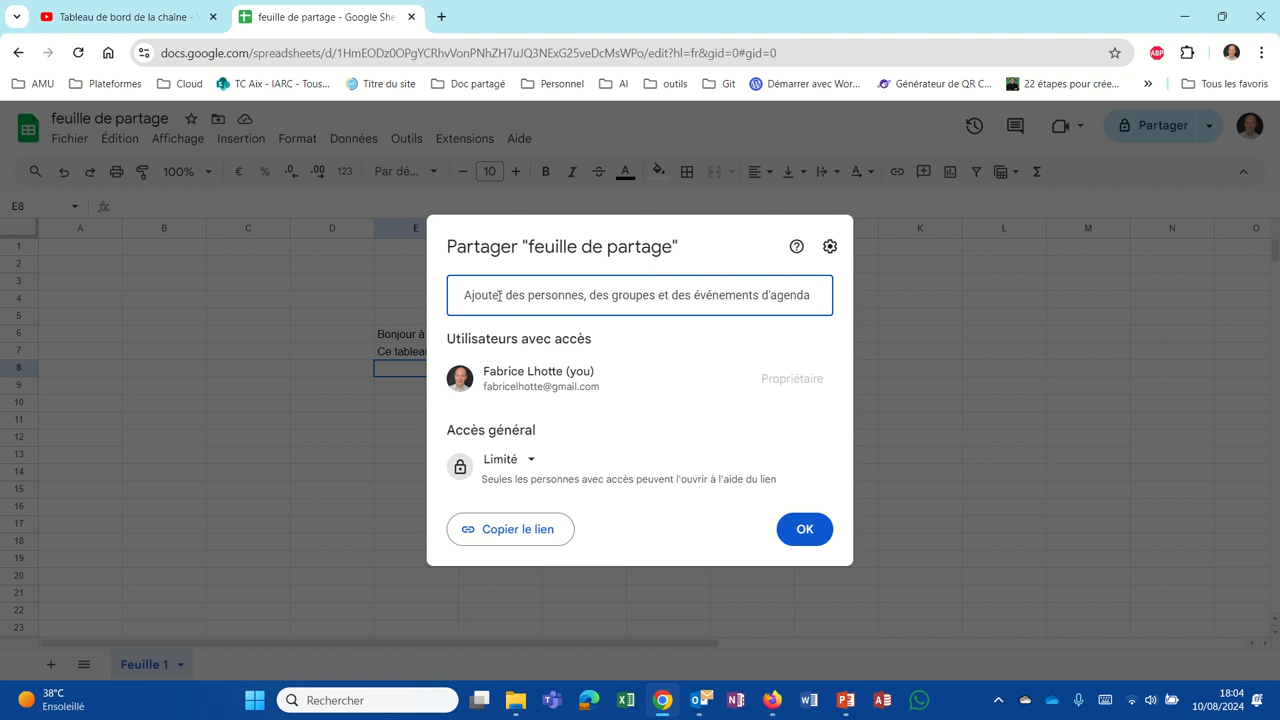 Tableau de bord de la chaîne - Y
feuille de partage - Google She
docs.google.com/spreadsheets/d/1HmEODz0OPgYCRhvVonPNhZH7uJQ3NExG25veDcMsWPo/edit?hl=fr&gid=0#gid=0
ABP
AMU
Plateformes
Cloud
TC Aix - IARC - Tous...
Titre du site
Doc partagé
Personnel
AI
outils
Git
Démarrer avec Wor...
Générateur de QR C...
22 étapes pour crée...
Tous les favoris
feuille de partage
Fichier Édition Affichage Insertion Format Données Outils Extensions Aide
Partager
100% € % .0 .00 123 Par dé... 10 B I S A
E8 fx
A B C D E K L M N O
1
2
3
4
5
6 Bonjour à
7 Ce tablea
8
9
10
11
12
13
14
15
16
17
18
19
20
21
22
23
Partager "feuille de partage"
Ajouter des personnes, des groupes et des événements d'agenda
Utilisateurs avec accès
Fabrice Lhotte (you)
fabricelhotte@gmail.com
Propriétaire
Accès général
Limité
Seules les personnes avec accès peuvent l'ouvrir à l'aide du lien
Copier le lien
OK
Feuille 1
38°C
Ensoleillé
Rechercher
18:04
10/08/2024